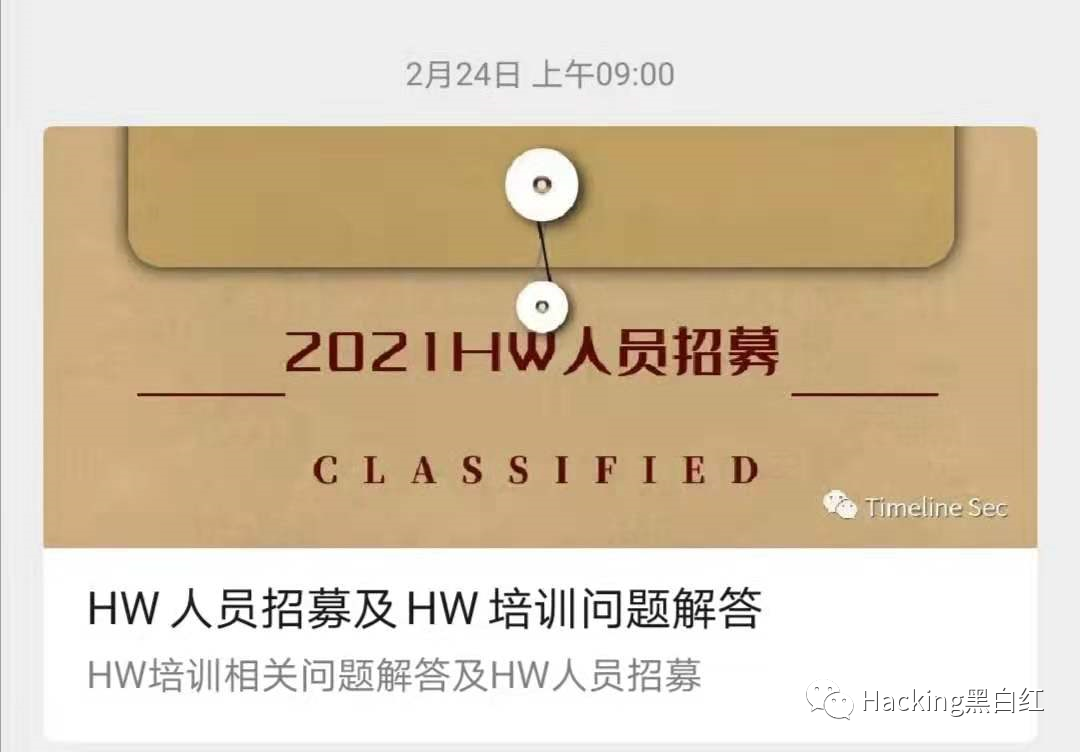 2月24日 上午09:00
2021HW人员招募
CLASSIFIED
Timeline Sec
HW 人员招募及 HW 培训问题解答
HW培训相关问题解答及HW人员招募
Hacking黑白红